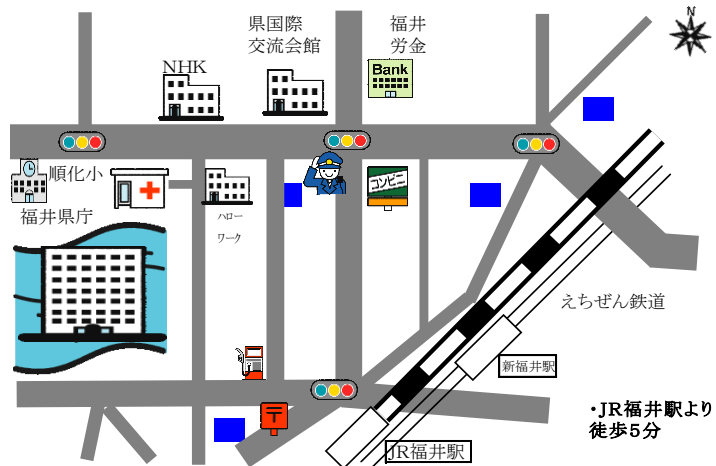 県国際
交流会館
福井
労金
NHK
Bank
順化小
コンビニ
福井県庁
ハロー
ワーク
えちぜん鉄道
新福井駅
〒
・JR福井駅より
徒歩5分
JR福井駅